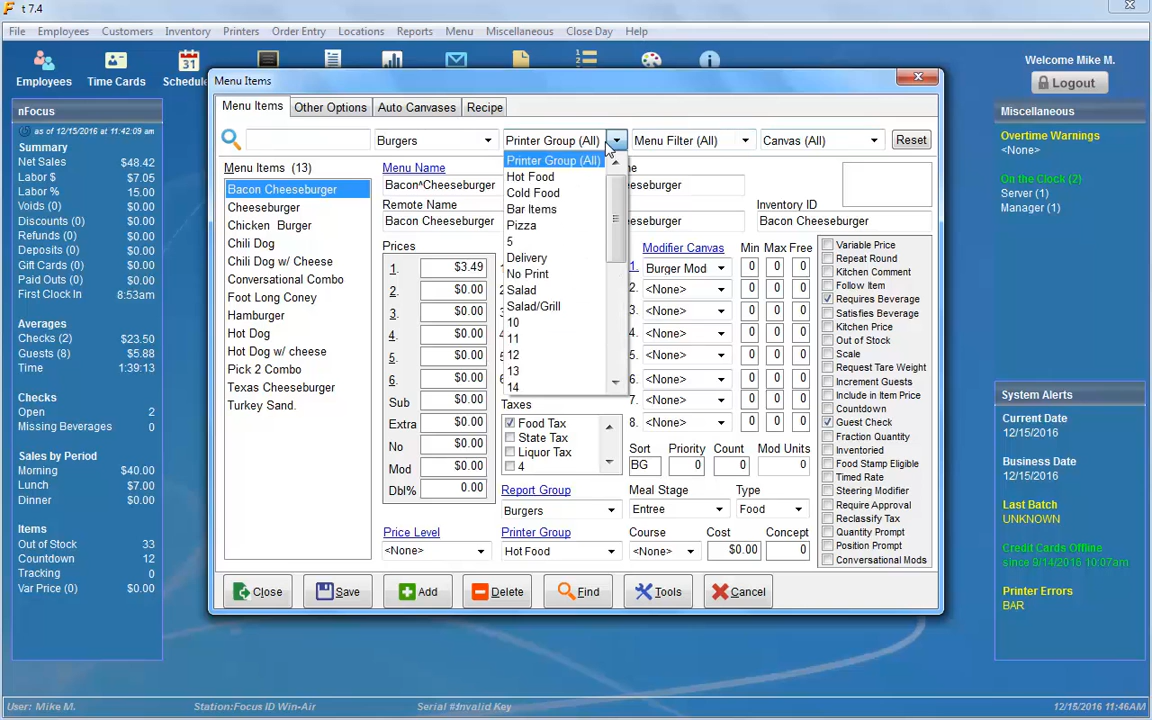 t 7.4
File Employees Customers Inventory Printers Order Entry Locations Reports Menu Miscellaneous Close Day Help
Employees
Time Cards
31
Welcome Mike M.
Logout
nFocus
as of 12/15/2016 at 11:42:09 am
Summary
Net Sales $48.42
Labor $ $7.05
Labor % 15.00
Voids (0) $0.00
Discounts (0) $0.00
Refunds (0) $0.00
Deposits (0) $0.00
Gift Cards (0) $0.00
Paid Outs (0) $0.00
First Clock In 8:53am
Averages
Checks (2) $23.50
Guests (8) $5.88
Time 1:39:13
Checks
Open 2
Missing Beverages 0
Sales by Period
Morning $40.00
Lunch $7.00
Dinner $0.00
Items
Out of Stock 33
Countdown 12
Tracking 0
Var Price (0) $0.00
Menu Items
Menu Items Other Options Auto Canvases Recipe
Burgers Printer Group (All) Menu Filter (All) Canvas (All) Reset
Menu Items (13)
Bacon Cheeseburger
Cheeseburger
Chicken Burger
Chili Dog
Chili Dog w/ Cheese
Conversational Combo
Foot Long Coney
Hamburger
Hot Dog
Hot Dog w/ cheese
Pick 2 Combo
Texas Cheeseburger
Turkey Sand.
Menu Name
Bacon^Cheeseburger
Remote Name
Bacon Cheeseburger
Inventory ID
Bacon Cheeseburger
Prices
1. $3.49
2. $0.00
3. $0.00
4. $0.00
5. $0.00
6. $0.00
Sub $0.00
Extra $0.00
No $0.00
Mod $0.00
Dbl% 0.00
Price Level
<None>
Printer Group (All)
Hot Food
Cold Food
Bar Items
Pizza
5
Delivery
No Print
Salad
Salad/Grill
10
11
12
13
14
Taxes
Food Tax
State Tax
Liquor Tax
4
Report Group
Burgers
Printer Group
Hot Food
Modifier Canvas Min Max Free
1. Burger Mod 0 0 0
2. <None> 0 0 0
3. <None> 0 0 0
4. <None> 0 0 0
5. <None> 0 0 0
6. <None> 0 0 0
7. <None> 0 0 0
8. <None> 0 0 0
Sort Priority Count Mod Units
BG 0 0 0
Meal Stage Type
Entree Food
Course Cost Concept
<None> $0.00 0
Variable Price
Repeat Round
Kitchen Comment
Follow Item
Requires Beverage
Satisfies Beverage
Kitchen Price
Out of Stock
Scale
Request Tare Weight
Increment Guests
Include in Item Price
Countdown
Guest Check
Fraction Quantity
Inventoried
Food Stamp Eligible
Timed Rate
Steering Modifier
Require Approval
Reclassify Tax
Quantity Prompt
Position Prompt
Conversational Mods
Close Save Add Delete Find Tools Cancel
Miscellaneous
Overtime Warnings
<None>
On the Clock (2)
Server (1)
Manager (1)
System Alerts
Current Date
12/15/2016
Business Date
12/15/2016
Last Batch
UNKNOWN
Credit Cards Offline
since 9/14/2016 10:07am
Printer Errors
BAR
User: Mike M. Station:Focus ID Win-Air Serial #:Invalid Key 12/15/2016 11:46AM